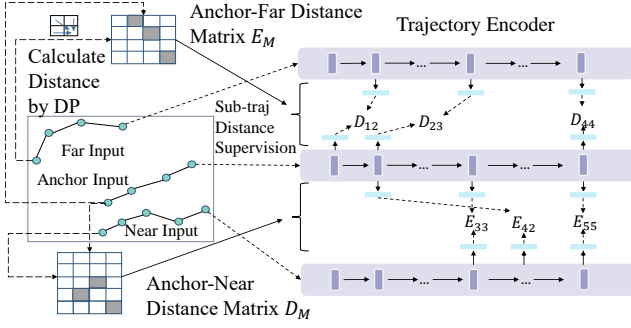 Anchor-Far Distance
Matrix E_M
Trajectory Encoder
Calculate
Distance
by DP
...
...
Sub-traj
Distance
Supervision
D_12
D_23
D_44
Far Input
Anchor Input
Near Input
...
...
E_33
E_42
E_55
Anchor-Near
Distance Matrix D_M
...
...